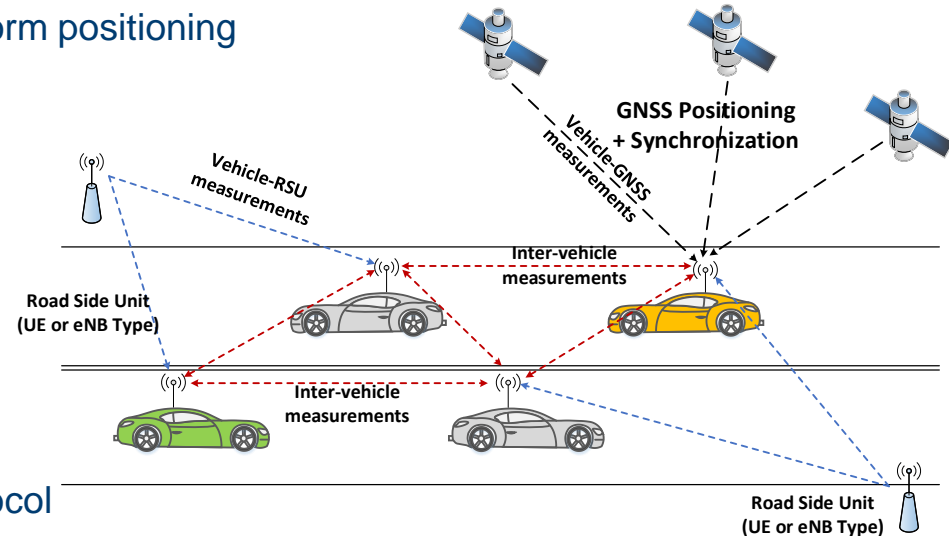 orm positioning
GNSS Positioning
+ Synchronization
Vehicle-GNSS
measurements
Vehicle-RSU
measurements
Inter-vehicle
measurements
Road Side Unit
(UE or eNB Type)
Inter-vehicle
measurements
ocol
Road Side Unit
(UE or eNB Type)